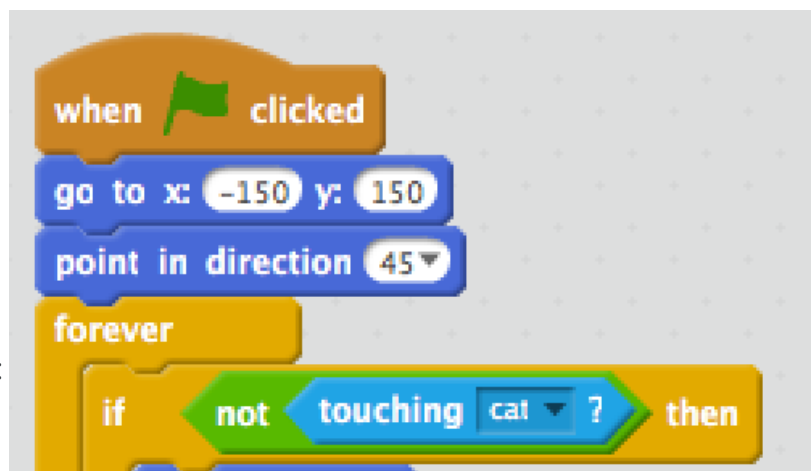 when clicked
go to x: -150 y: 150
point in direction 45
forever
if not touching cat ? then